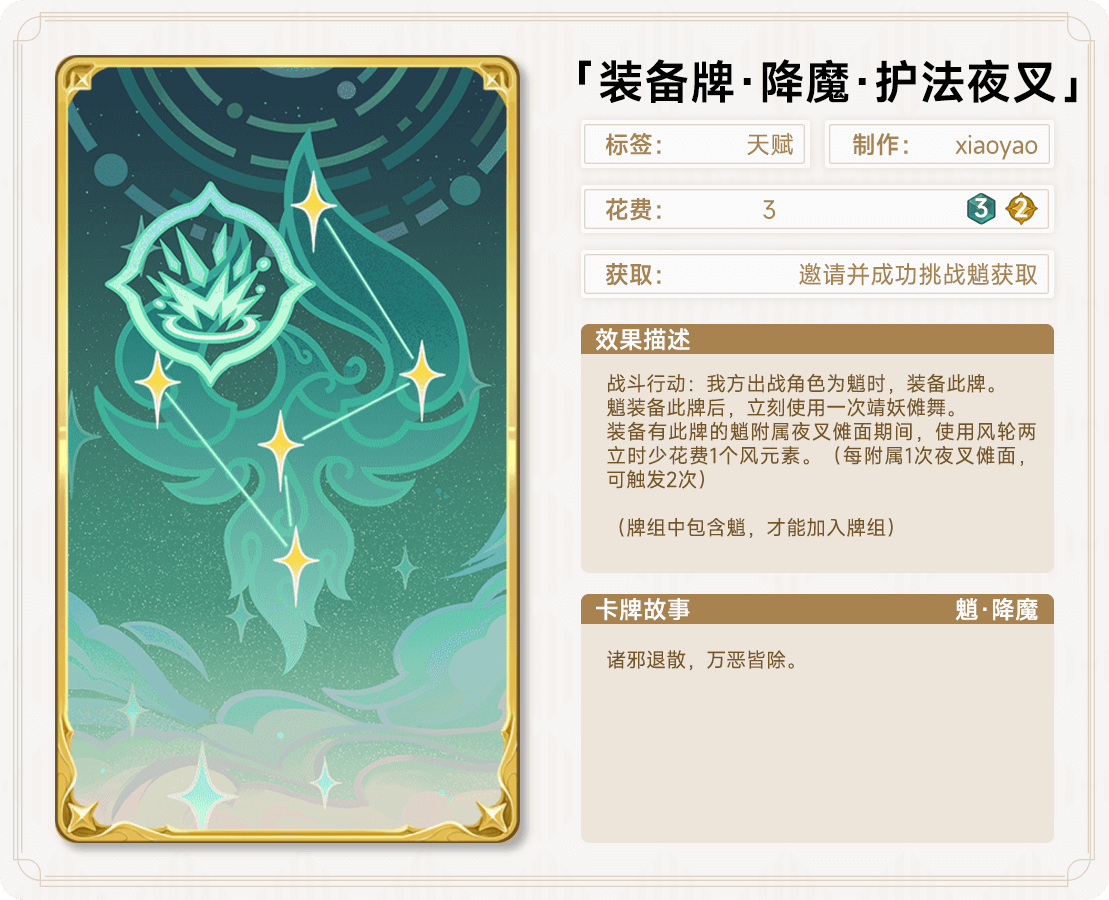 「装备牌·降魔·护法夜叉」
标签： 天赋
制作： xiaoyao
花费： 3 3 2
获取： 邀请并成功挑战魈获取
效果描述
战斗行动：我方出战角色为魈时，装备此牌。
魈装备此牌后，立刻使用一次靖妖傩舞。
装备有此牌的魈附属夜叉傩面期间，使用风轮两
立时少花费1个风元素。（每附属1次夜叉傩面，
可触发2次）
（牌组中包含魈，才能加入牌组）
卡牌故事 魈·降魔
诸邪退散，万恶皆除。